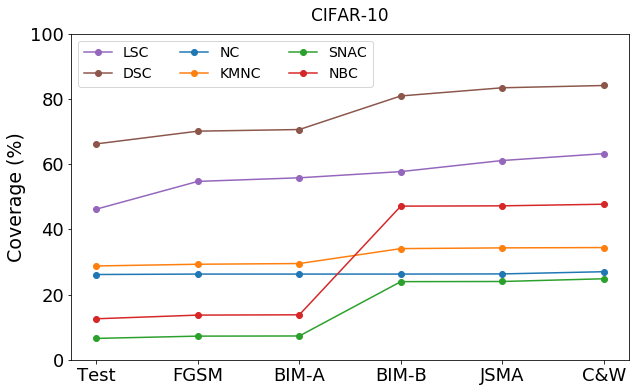 CIFAR-10
Coverage (%)
100
80
60
40
20
0
LSC NC SNAC
DSC KMNC NBC
Test FGSM BIM-A BIM-B JSMA C&W